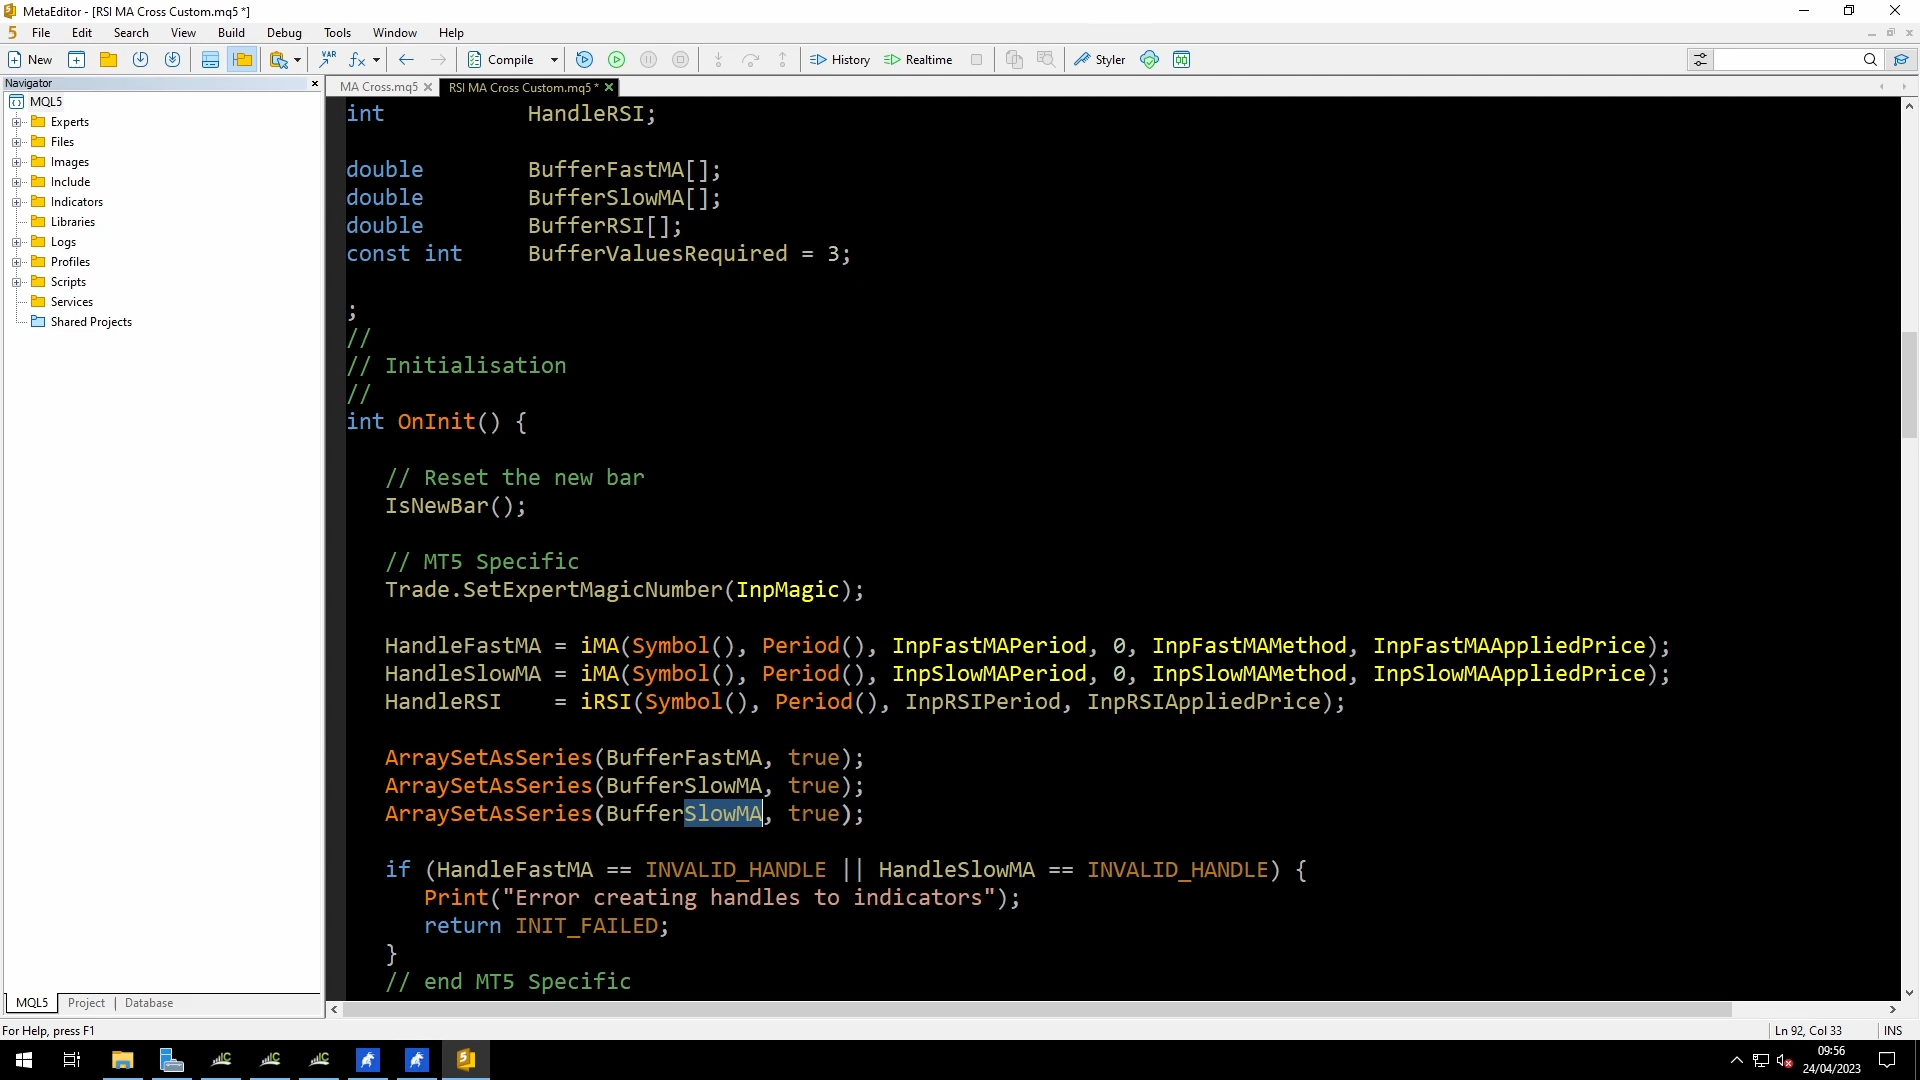 MetaEditor - [RSI MA Cross Custom.mq5 *]
5 File Edit Search View Build Debug Tools Window Help
New VAR fx Compile History Realtime Styler
Navigator
MQL5
Experts
Files
Images
Include
Indicators
Libraries
Logs
Profiles
Scripts
Services
Shared Projects
MQL5 Project | Database
MA Cross.mq5 RSI MA Cross Custom.mq5 *
int HandleRSI;
double BufferFastMA[];
double BufferSlowMA[];
double BufferRSI[];
const int BufferValuesRequired = 3;
;
//
// Initialisation
//
int OnInit() {
// Reset the new bar
IsNewBar();
// MT5 Specific
Trade.SetExpertMagicNumber(InpMagic);
HandleFastMA = iMA(Symbol(), Period(), InpFastMAPeriod, 0, InpFastMAMethod, InpFastMAAppliedPrice);
HandleSlowMA = iMA(Symbol(), Period(), InpSlowMAPeriod, 0, InpSlowMAMethod, InpSlowMAAppliedPrice);
HandleRSI = iRSI(Symbol(), Period(), InpRSIPeriod, InpRSIAppliedPrice);
ArraySetAsSeries(BufferFastMA, true);
ArraySetAsSeries(BufferSlowMA, true);
ArraySetAsSeries(BufferSlowMA, true);
if (HandleFastMA == INVALID_HANDLE || HandleSlowMA == INVALID_HANDLE) {
Print("Error creating handles to indicators");
return INIT_FAILED;
}
// end MT5 Specific
For Help, press F1
Ln 92, Col 33 INS
09:56
24/04/2023